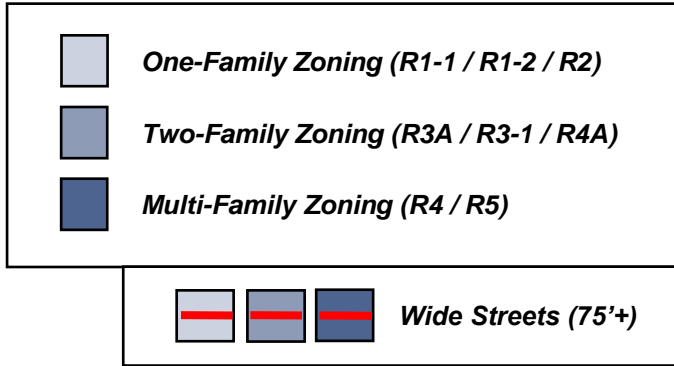 One-Family Zoning (R1-1 / R1-2 / R2)
Two-Family Zoning (R3A / R3-1 / R4A)
Multi-Family Zoning (R4 / R5)
Wide Streets (75’+)